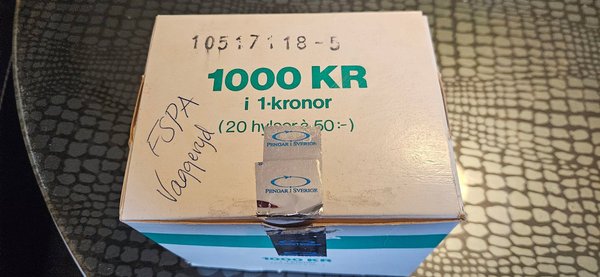 10517118-5
1000 KR
i 1-kronor
(20 hylsor à 50:-)
FSPA
Vaggeryd
PENGAR I SVERIGE
PENGAR I SVERIGE
1000 KR